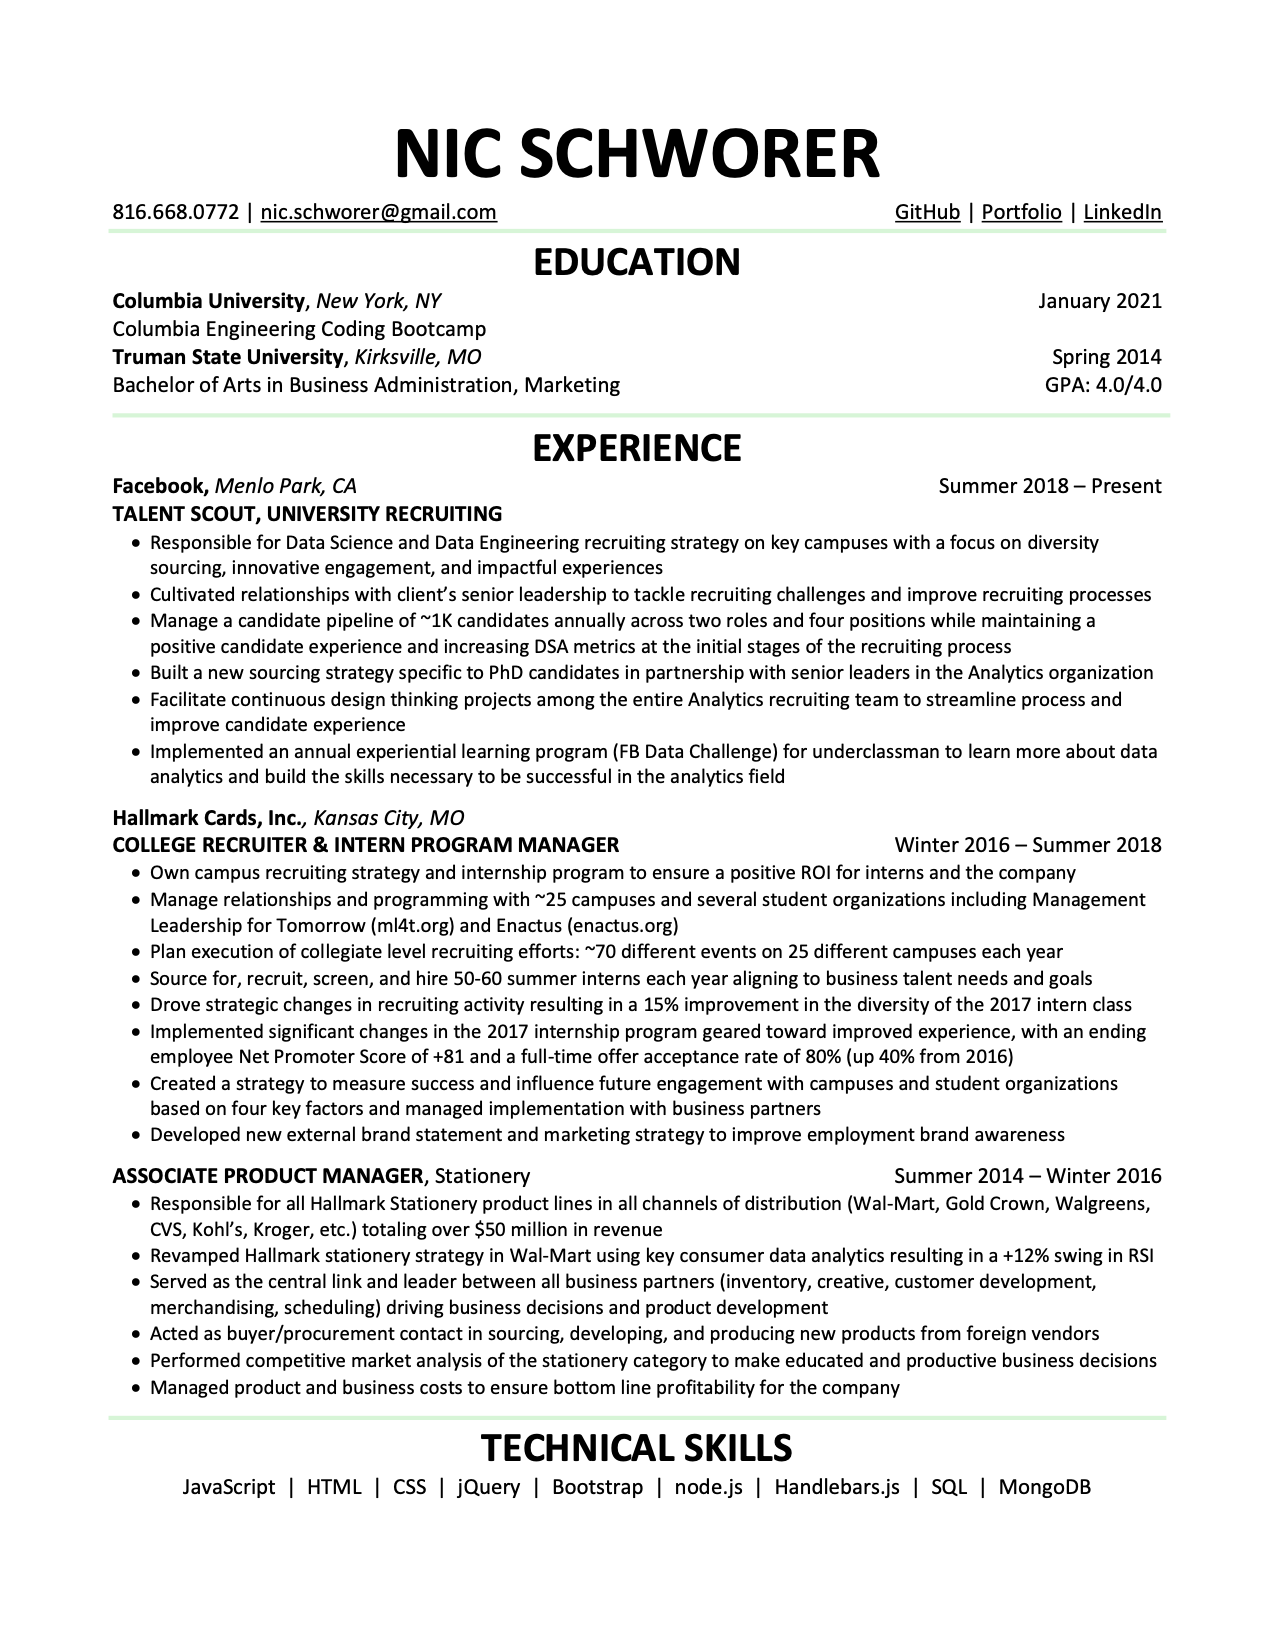 NIC SCHWORER
816.668.0772 | nic.schworer@gmail.com GitHub | Portfolio | LinkedIn
EDUCATION
Columbia University, New York, NY January 2021
Columbia Engineering Coding Bootcamp
Truman State University, Kirksville, MO Spring 2014
Bachelor of Arts in Business Administration, Marketing GPA: 4.0/4.0
EXPERIENCE
Facebook, Menlo Park, CA Summer 2018 – Present
TALENT SCOUT, UNIVERSITY RECRUITING
• Responsible for Data Science and Data Engineering recruiting strategy on key campuses with a focus on diversity
sourcing, innovative engagement, and impactful experiences
• Cultivated relationships with client’s senior leadership to tackle recruiting challenges and improve recruiting processes
• Manage a candidate pipeline of ~1K candidates annually across two roles and four positions while maintaining a
positive candidate experience and increasing DSA metrics at the initial stages of the recruiting process
• Built a new sourcing strategy specific to PhD candidates in partnership with senior leaders in the Analytics organization
• Facilitate continuous design thinking projects among the entire Analytics recruiting team to streamline process and
improve candidate experience
• Implemented an annual experiential learning program (FB Data Challenge) for underclassman to learn more about data
analytics and build the skills necessary to be successful in the analytics field
Hallmark Cards, Inc., Kansas City, MO
COLLEGE RECRUITER & INTERN PROGRAM MANAGER Winter 2016 – Summer 2018
• Own campus recruiting strategy and internship program to ensure a positive ROI for interns and the company
• Manage relationships and programming with ~25 campuses and several student organizations including Management
Leadership for Tomorrow (ml4t.org) and Enactus (enactus.org)
• Plan execution of collegiate level recruiting efforts: ~70 different events on 25 different campuses each year
• Source for, recruit, screen, and hire 50-60 summer interns each year aligning to business talent needs and goals
• Drove strategic changes in recruiting activity resulting in a 15% improvement in the diversity of the 2017 intern class
• Implemented significant changes in the 2017 internship program geared toward improved experience, with an ending
employee Net Promoter Score of +81 and a full-time offer acceptance rate of 80% (up 40% from 2016)
• Created a strategy to measure success and influence future engagement with campuses and student organizations
based on four key factors and managed implementation with business partners
• Developed new external brand statement and marketing strategy to improve employment brand awareness
ASSOCIATE PRODUCT MANAGER, Stationery Summer 2014 – Winter 2016
• Responsible for all Hallmark Stationery product lines in all channels of distribution (Wal-Mart, Gold Crown, Walgreens,
CVS, Kohl’s, Kroger, etc.) totaling over $50 million in revenue
• Revamped Hallmark stationery strategy in Wal-Mart using key consumer data analytics resulting in a +12% swing in RSI
• Served as the central link and leader between all business partners (inventory, creative, customer development,
merchandising, scheduling) driving business decisions and product development
• Acted as buyer/procurement contact in sourcing, developing, and producing new products from foreign vendors
• Performed competitive market analysis of the stationery category to make educated and productive business decisions
• Managed product and business costs to ensure bottom line profitability for the company
TECHNICAL SKILLS
JavaScript | HTML | CSS | jQuery | Bootstrap | node.js | Handlebars.js | SQL | MongoDB